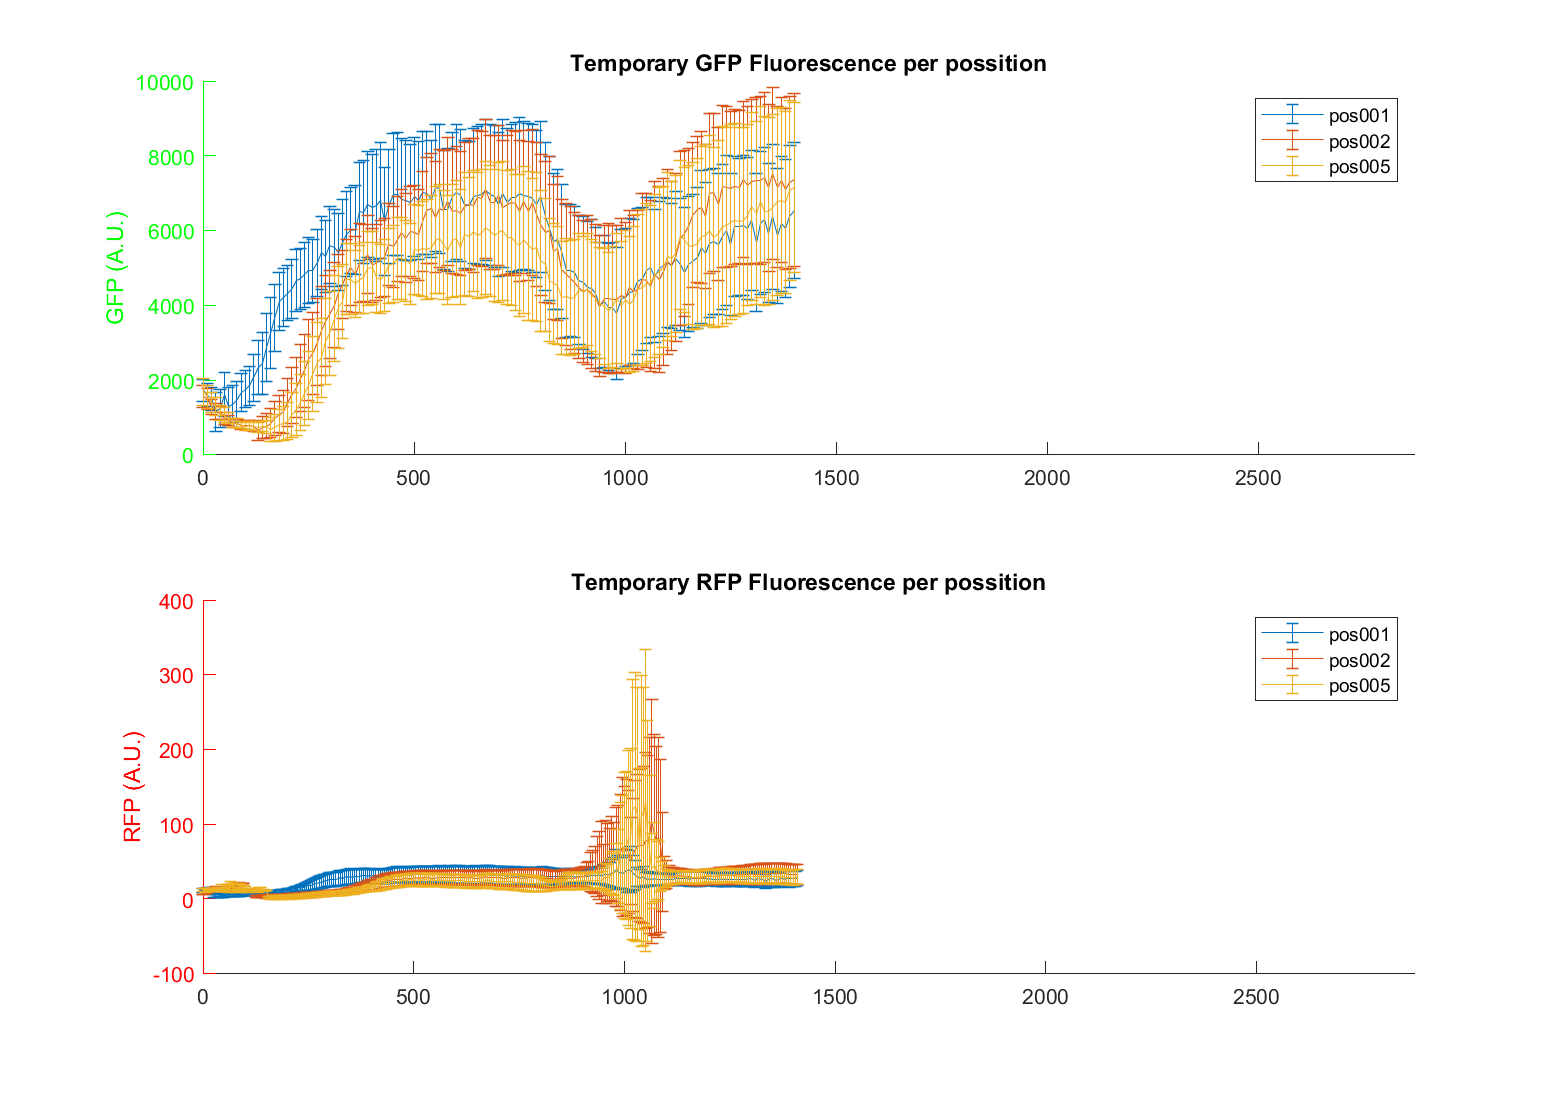 Temporary GFP Fluorescence per possition
10000
8000
6000
4000
2000
0
GFP (A.U.)
0 500 1000 1500 2000 2500
pos001
pos002
pos005
Temporary RFP Fluorescence per possition
400
300
200
100
0
-100
RFP (A.U.)
0 500 1000 1500 2000 2500
pos001
pos002
pos005